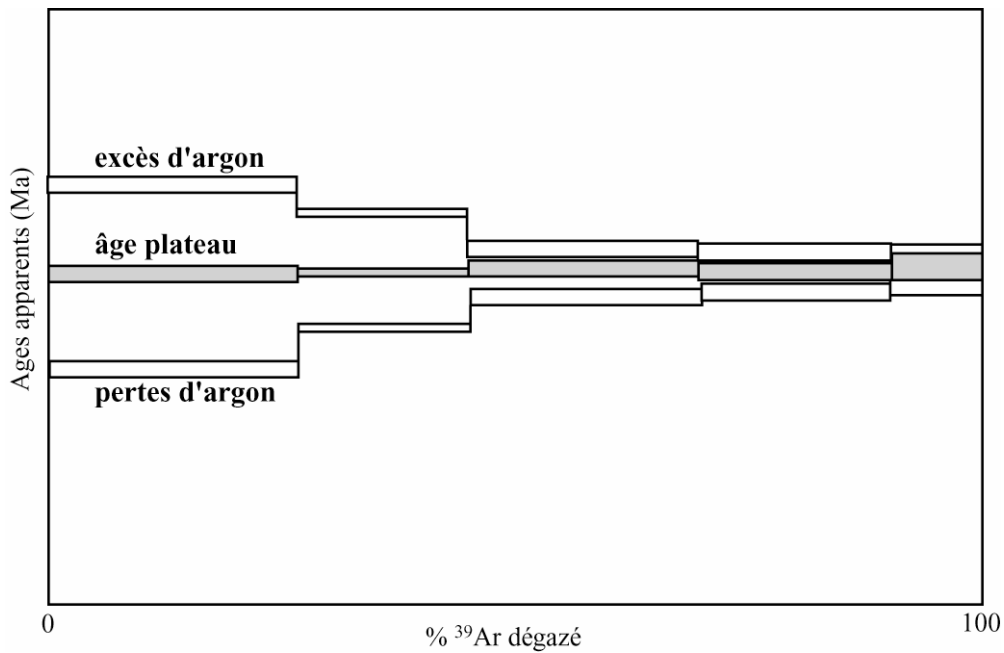 excès d'argon
âge plateau
pertes d'argon
Ages apparents (Ma)
0
% ³⁹Ar dégazé
100